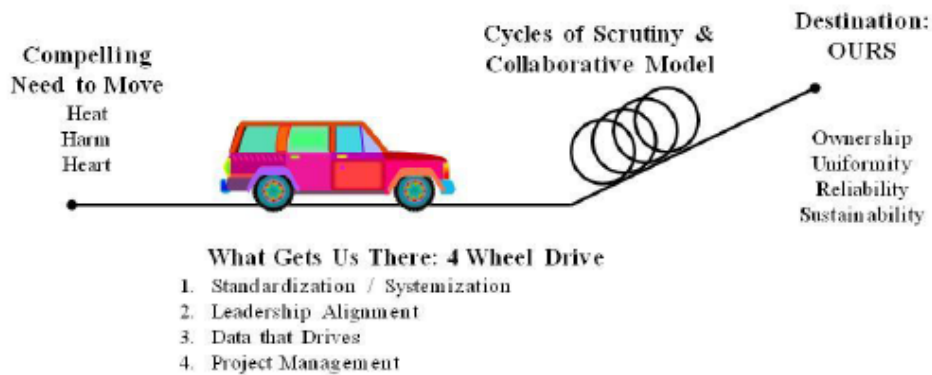 Compelling
Need to Move
Heat
Harm
Heart
Cycles of Scrutiny &
Collaborative Model
Destination:
OURS
Ownership
Uniformity
Reliability
Sustainability
What Gets Us There: 4 Wheel Drive
1. Standardization / Systemization
2. Leadership Alignment
3. Data that Drives
4. Project Management